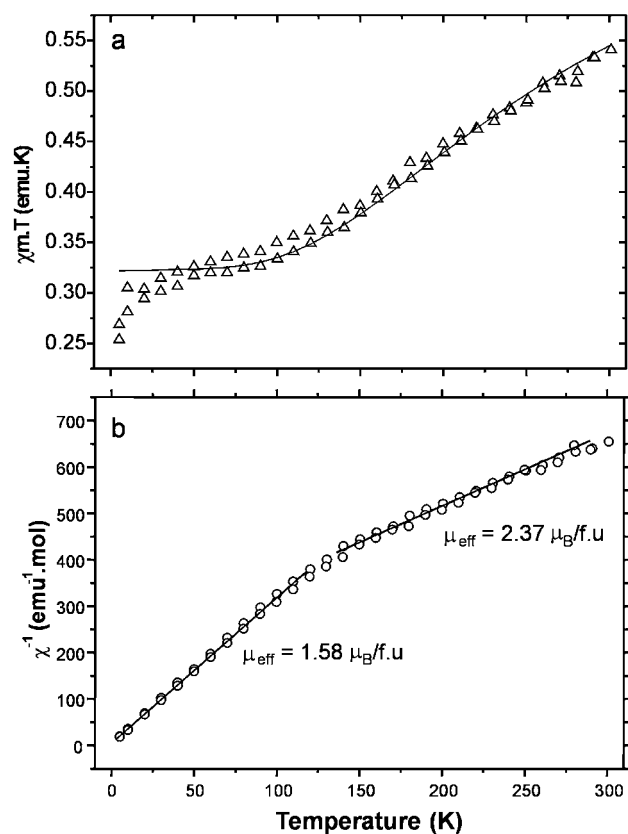 a
χm.T (emu.K)
0.55
0.50
0.45
0.40
0.35
0.30
0.25
b
χ⁻¹ (emu⁻¹.mol)
700
600
500
400
300
200
100
0
μeff = 2.37 μB/f.u
μeff = 1.58 μB/f.u
0 50 100 150 200 250 300
Temperature (K)